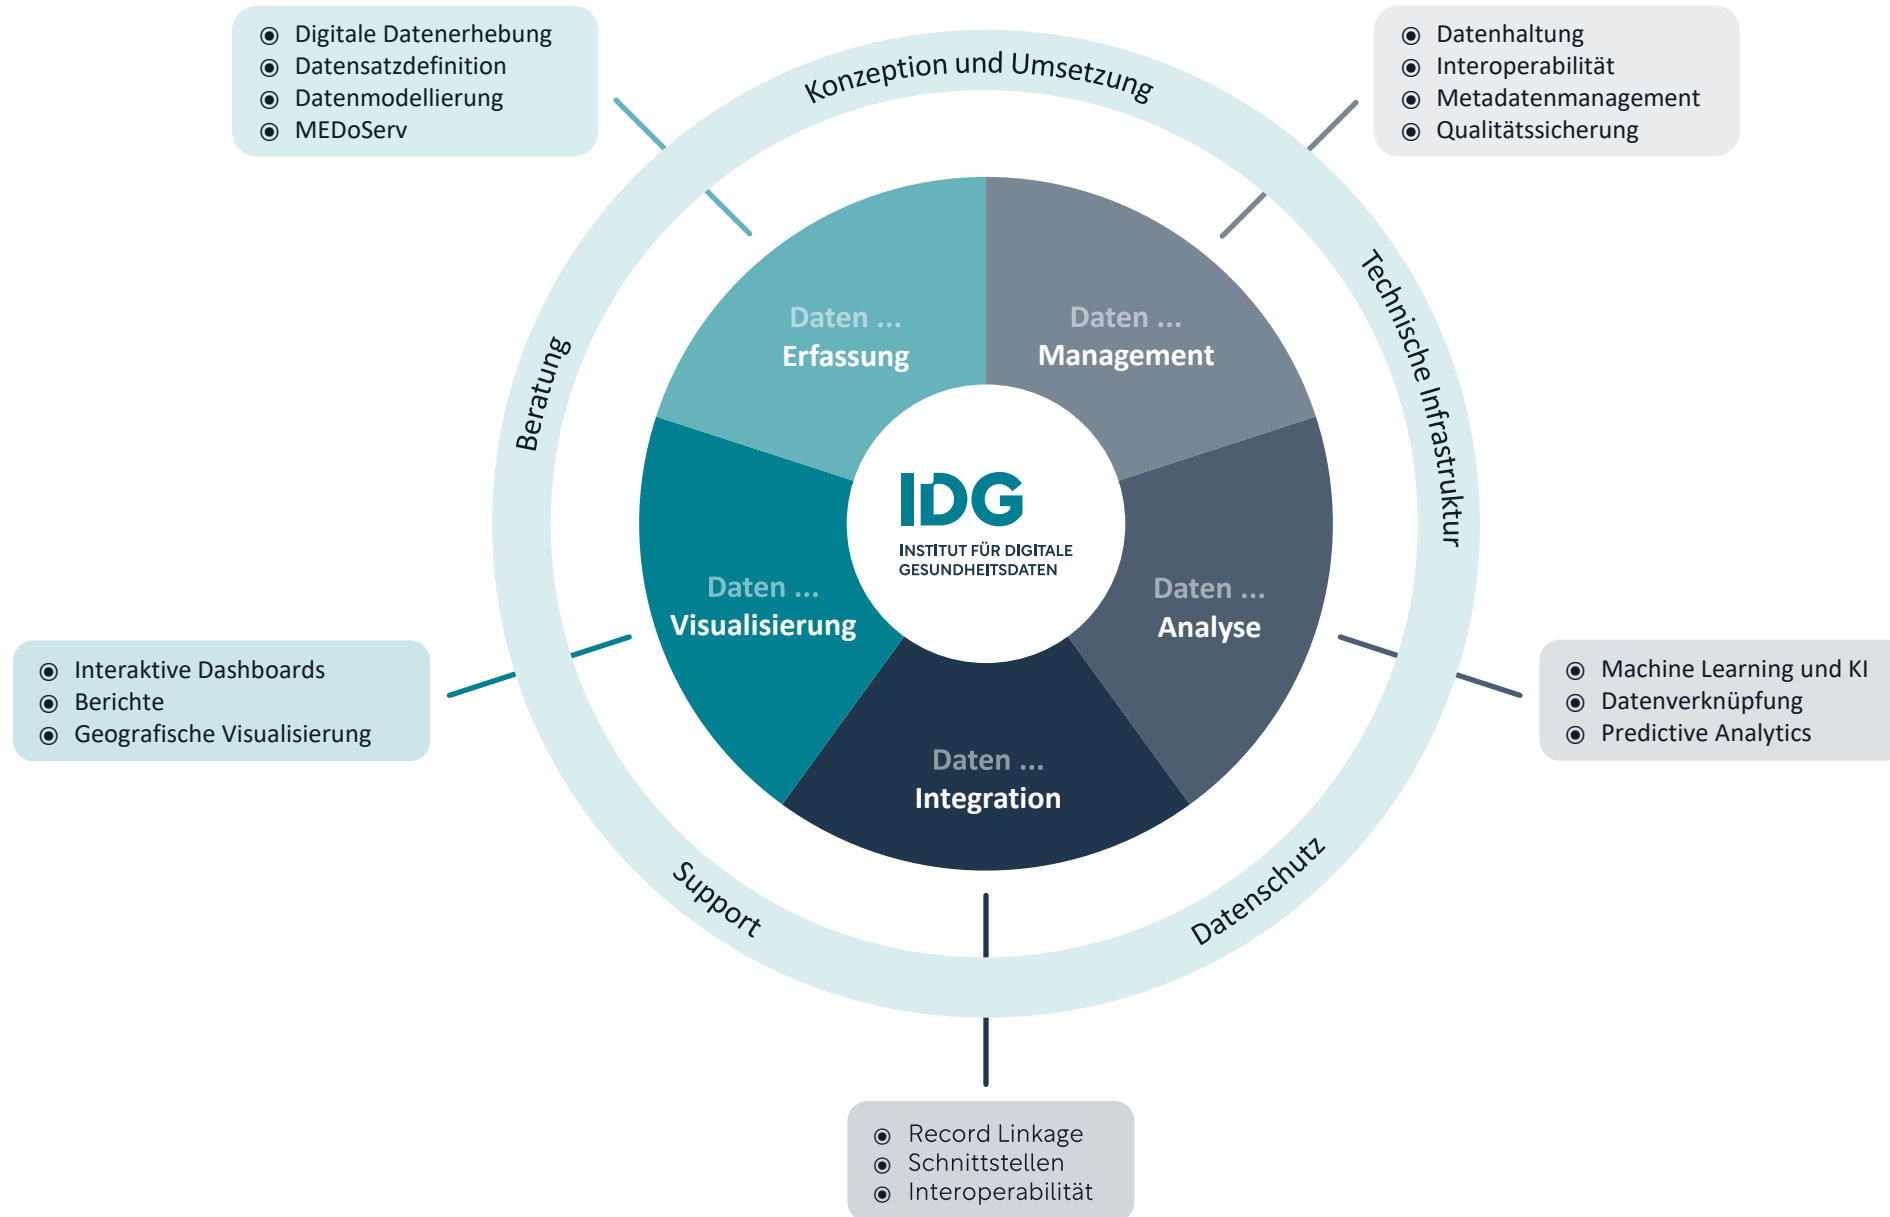 Digitale Datenerhebung
Datensatzdefinition
Datenmodellierung
MEDoServ
Konzeption und Umsetzung
Datenhaltung
Interoperabilität
Metadatenmanagement
Qualitätssicherung
Technische Infrastruktur
Beratung
Daten ...
Erfassung
Daten ...
Management
IDG
INSTITUT FÜR DIGITALE
GESUNDHEITSDATEN
Daten ...
Visualisierung
Daten ...
Analyse
Daten ...
Integration
Interaktive Dashboards
Berichte
Geografische Visualisierung
Machine Learning und KI
Datenverknüpfung
Predictive Analytics
Support
Datenschutz
Record Linkage
Schnittstellen
Interoperabilität